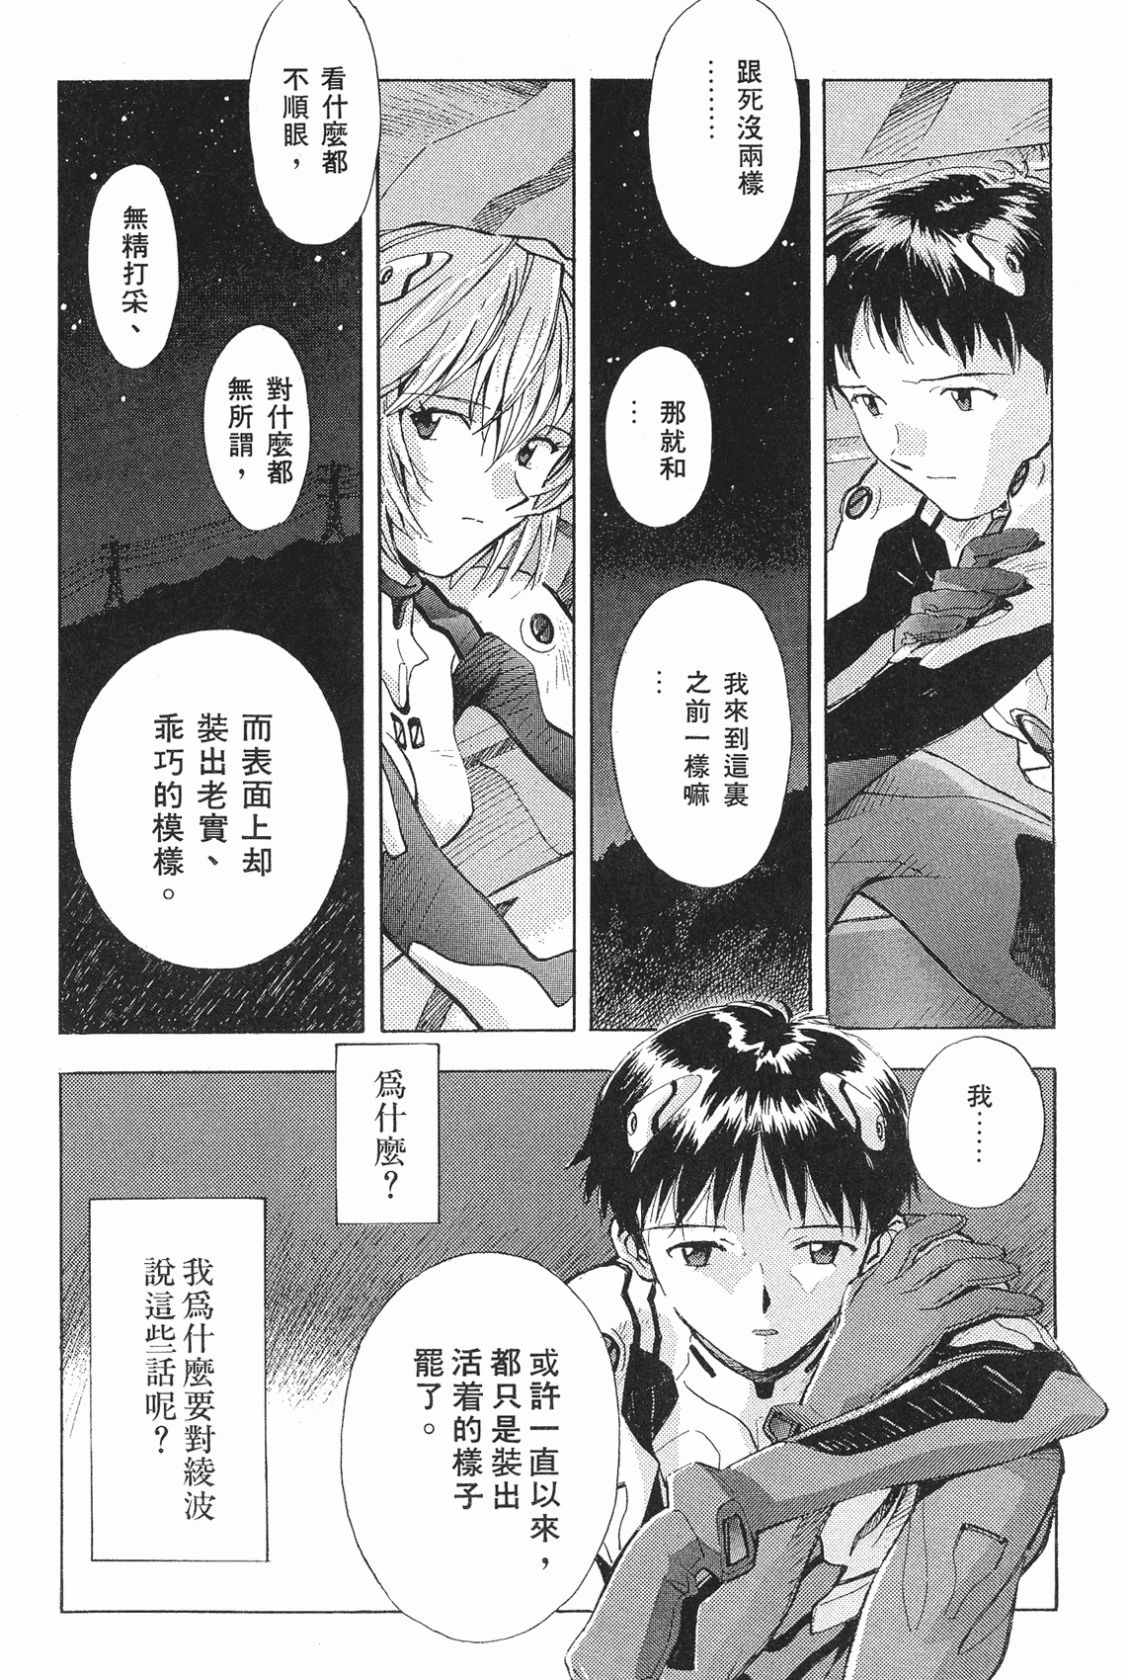 跟死沒兩樣
………
那就和
…
我來到這裏
之前一樣嘛
…
看什麼都
不順眼，
對什麼都
無所謂，
無精打采、
而表面上却
裝出老實、
乖巧的模樣。
我……
或許一直以來，
都只是裝出
活着的樣子
罷了。
爲什麼？
我爲什麼要對綾波
說這些話呢？
00